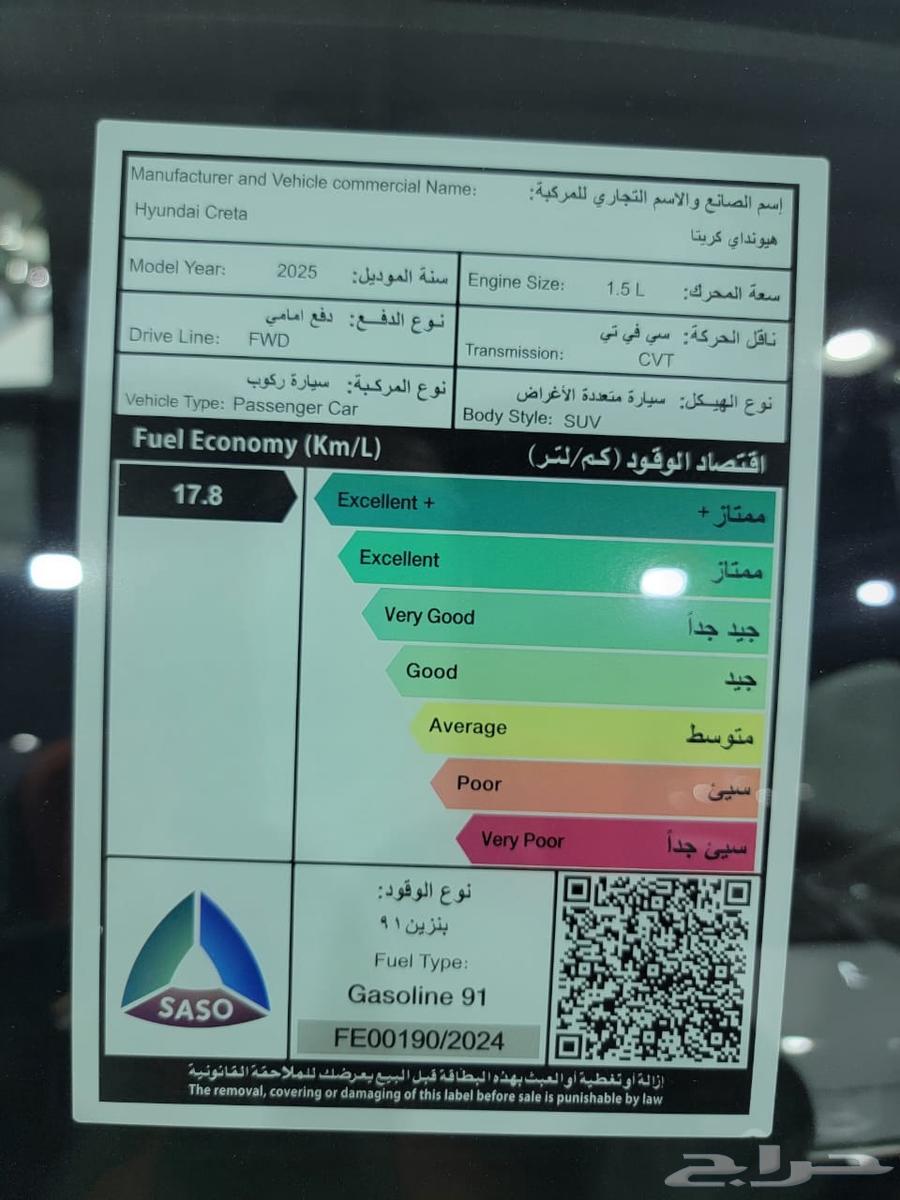 Manufacturer and Vehicle commercial Name: إسم الصانع والاسم التجاري للمركبة:
Hyundai Creta هيونداي كريتا
Model Year: 2025 سنة الموديل:
Engine Size: 1.5 L سعة المحرك:
نوع الدفع: دفع امامي
Drive Line: FWD
ناقل الحركة: سي في تي
Transmission: CVT
نوع المركبة: سيارة ركوب
Vehicle Type: Passenger Car
نوع الهيكل: سيارة متعددة الأغراض
Body Style: SUV
Fuel Economy (Km/L) اقتصاد الوقود (كم/لتر)
17.8
Excellent + ممتاز +
Excellent ممتاز
Very Good جيد جداً
Good جيد
Average متوسط
Poor سيئ
Very Poor سيئ جداً
SASO
نوع الوقود:
بنزين ٩١
Fuel Type:
Gasoline 91
FE00190/2024
ازالة أو تغطية أو العبث بهذه البطاقة قبل البيع يعرضك للملاحقة القانونية
The removal, covering or damaging of this label before sale is punishable by law
حراج